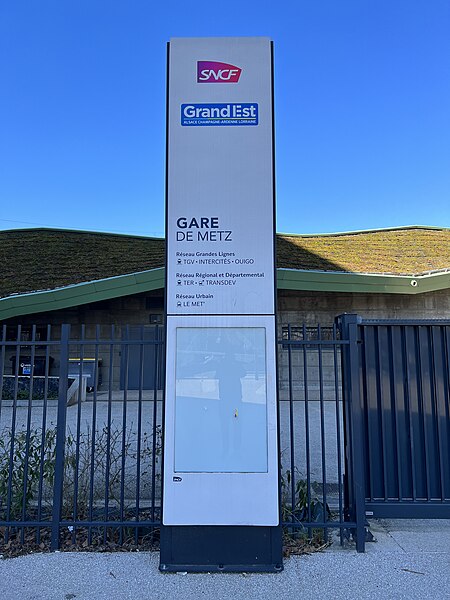 SNCF
GrandEst
ALSACE CHAMPAGNE-ARDENNE LORRAINE
GARE
DE METZ
Réseau Grandes Lignes
TGV • INTERCITÉS • OUIGO
Réseau Régional et Départemental
TER • TRANSDEV
Réseau Urbain
LE MET'
SNCF